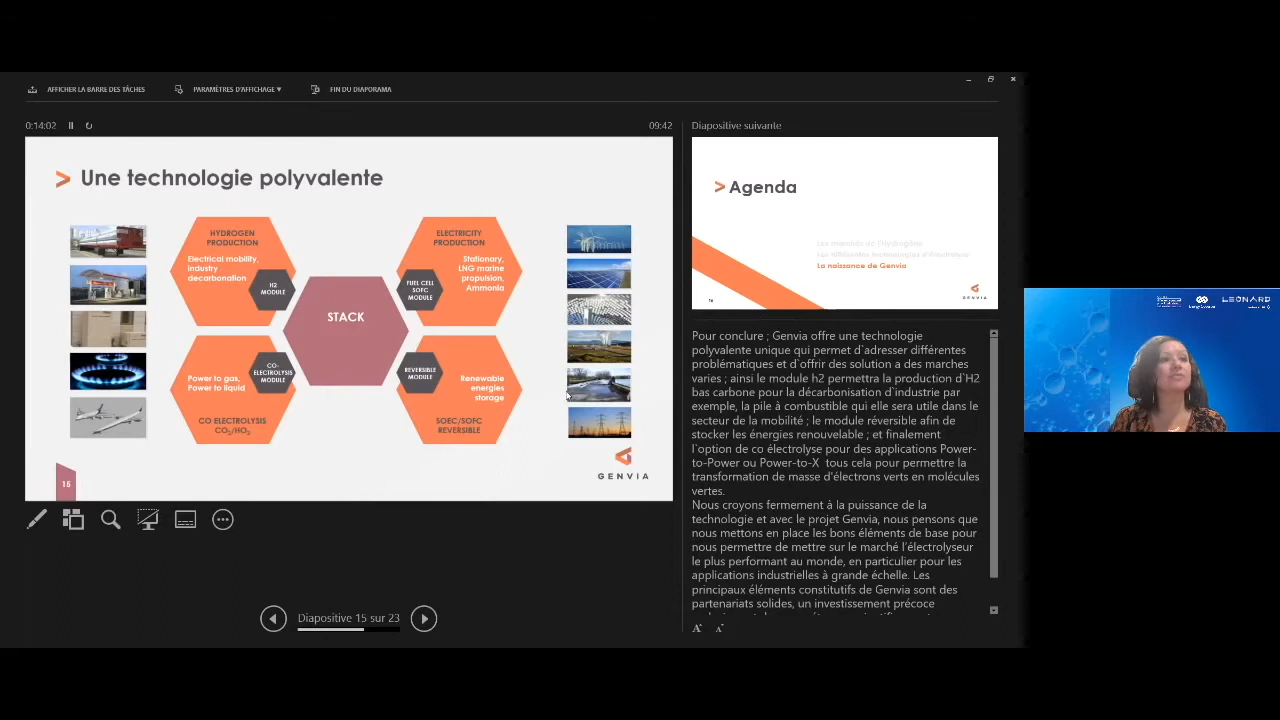 AFFICHER LA BARRE DES TÂCHES
PARAMÈTRES D'AFFICHAGE ▼
FIN DU DIAPORAMA
0:14:02
09:42
> Une technologie polyvalente
HYDROGEN
PRODUCTION
Electrical mobility,
industry
decarbonation
H2
MODULE
ELECTRICITY
PRODUCTION
Stationary,
LNG marine
propulsion,
Ammonia
FUEL CELL
SOFC
MODULE
STACK
CO-
ELECTROLYSIS
MODULE
Power to gas,
Power to liquid
CO ELECTROLYSIS
CO2/HO2
REVERSIBLE
MODULE
Renewable
energies
storage
SOEC/SOFC
REVERSIBLE
GENVIA
15
Diapositive 15 sur 23
Diapositive suivante
> Agenda
Les marchés de l'Hydrogène
Les différentes technologies d'électrolyse
La naissance de Genvia
16
GENVIA
Pour conclure ; Genvia offre une technologie
polyvalente unique qui permet d`adresser différentes
problématiques et d`offrir des solution a des marches
varies ; ainsi le module h2 permettra la production d`H2
bas carbone pour la décarbonisation d`industrie par
exemple, la pile à combustible qui elle sera utile dans le
secteur de la mobilité ; le module réversible afin de
stocker les énergies renouvelable ; et finalement
l`option de co électrolyse pour des applications Power-
to-Power ou Power-to-X  tous cela pour permettre la
transformation de masse d'électrons verts en molécules
vertes.
Nous croyons fermement à la puissance de la
technologie et avec le projet Genvia, nous pensons que
nous mettons en place les bons éléments de base pour
nous permettre de mettre sur le marché l'électrolyseur
le plus performant au monde, en particulier pour les
applications industrielles à grande échelle. Les
principaux éléments constitutifs de Genvia sont des
partenariats solides, un investissement précoce
LEONARD